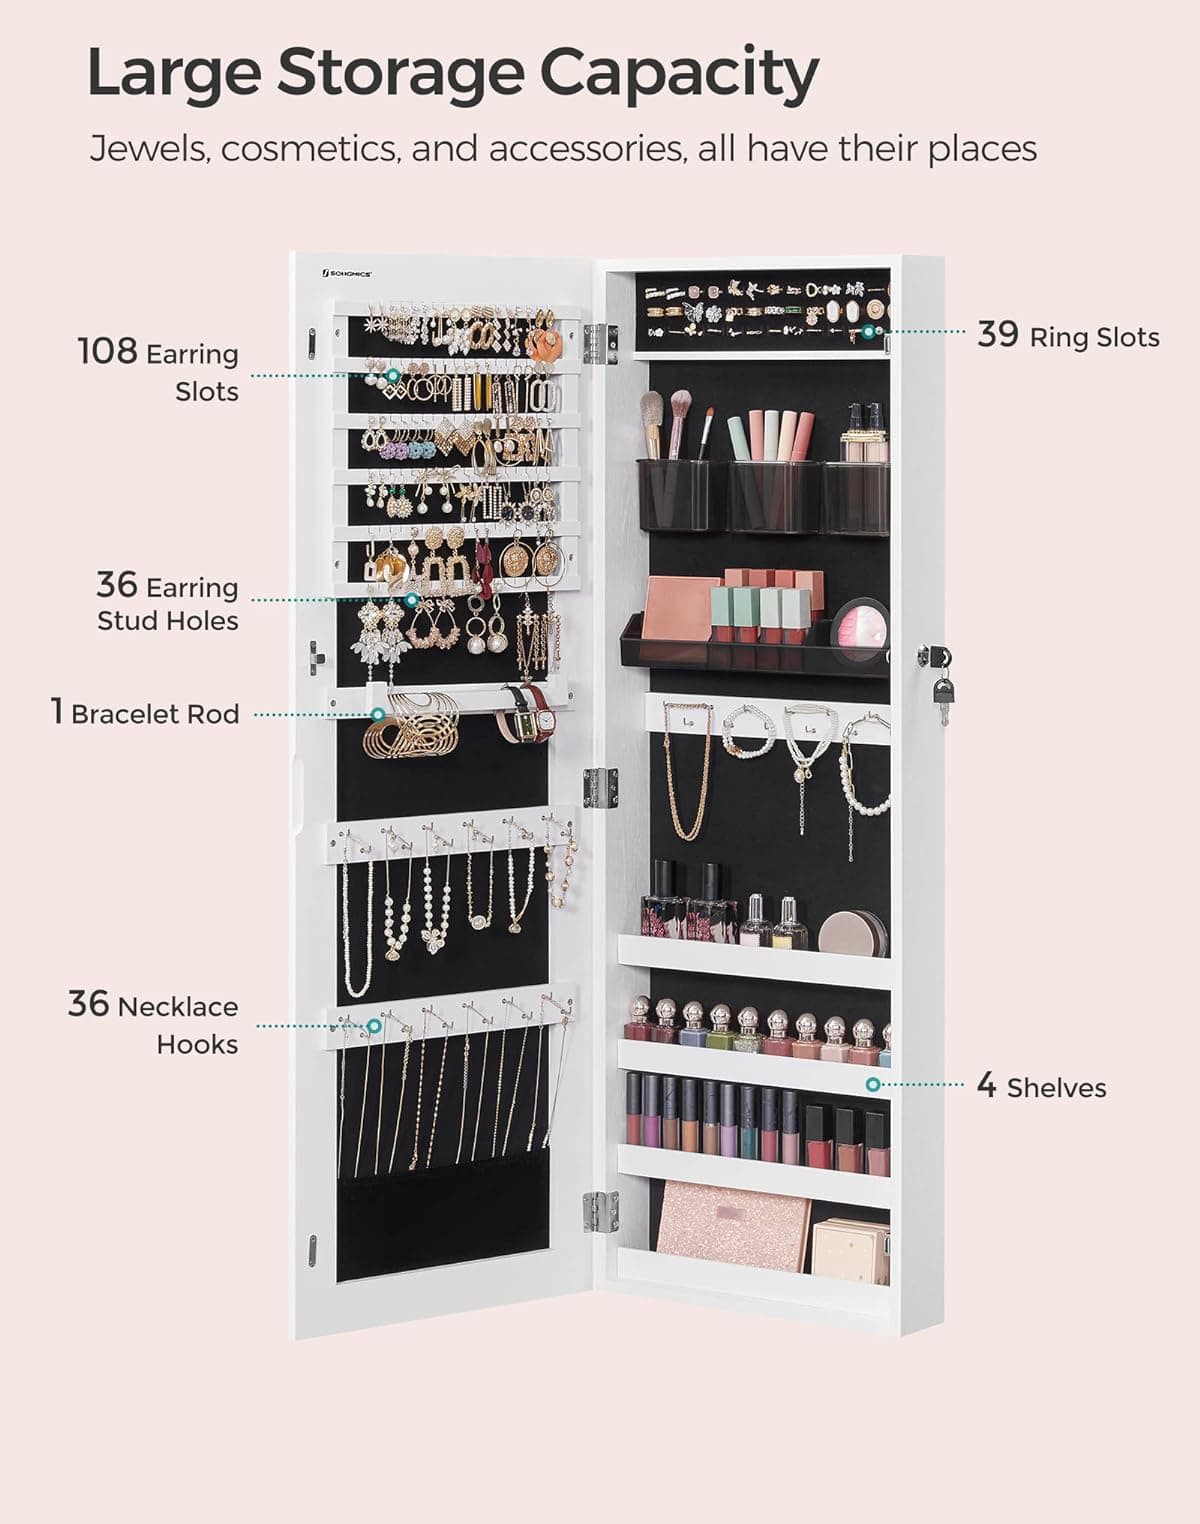 Large Storage Capacity
Jewels, cosmetics, and accessories, all have their places
SONGMICS
108 Earring
Slots
39 Ring Slots
36 Earring
Stud Holes
1 Bracelet Rod
36 Necklace
Hooks
4 Shelves